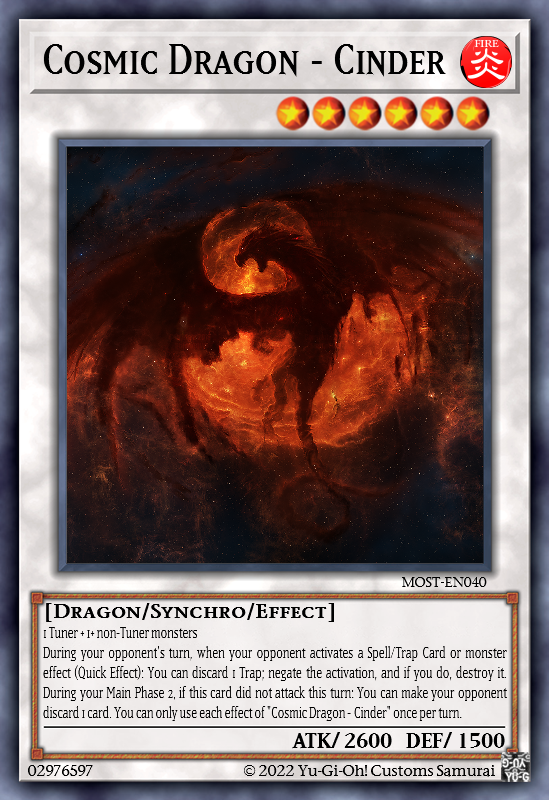 Cosmic Dragon - Cinder
FIRE
炎
MOST-EN040
[Dragon/Synchro/Effect]
1 Tuner + 1+ non-Tuner monsters
During your opponent's turn, when your opponent activates a Spell/Trap Card or monster
effect (Quick Effect): You can discard 1 Trap; negate the activation, and if you do, destroy it.
During your Main Phase 2, if this card did not attack this turn: You can make your opponent
discard 1 card. You can only use each effect of "Cosmic Dragon - Cinder" once per turn.
ATK/ 2600 DEF/ 1500
02976597
© 2022 Yu-Gi-Oh! Customs Samurai